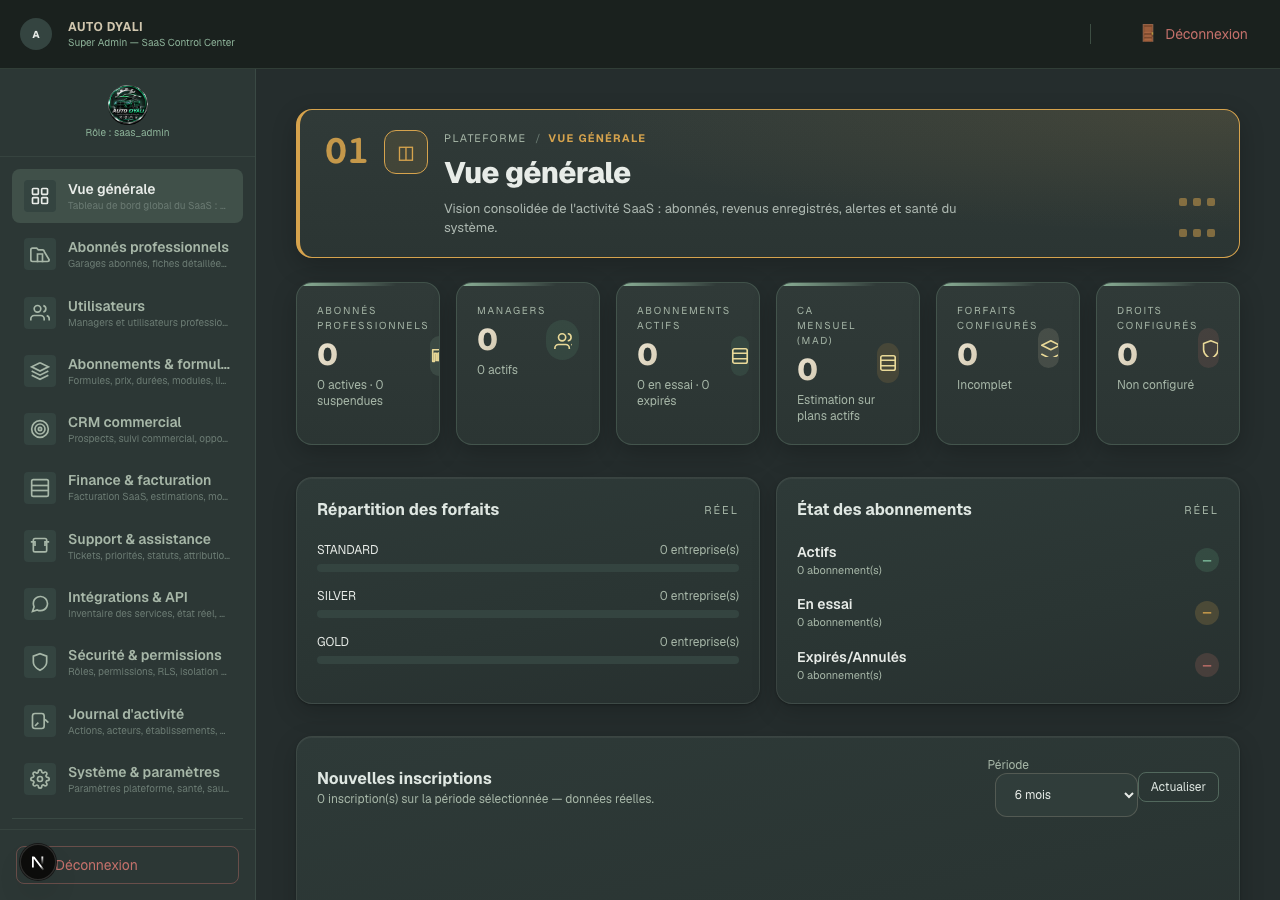 A
AUTO DYALI
Super Admin — SaaS Control Center
Déconnexion
AUTO DYALI
Rôle : saas_admin
Vue générale
Tableau de bord global du SaaS : ...
Abonnés professionnels
Garages abonnés, fiches détaillée...
Utilisateurs
Managers et utilisateurs professio...
Abonnements & formul...
Formules, prix, durées, modules, li...
CRM commercial
Prospects, suivi commercial, oppo...
Finance & facturation
Facturation SaaS, estimations, mo...
Support & assistance
Tickets, priorités, statuts, attributio...
Intégrations & API
Inventaire des services, état réel, ...
Sécurité & permissions
Rôles, permissions, RLS, isolation ...
Journal d'activité
Actions, acteurs, établissements, ...
Système & paramètres
Paramètres plateforme, santé, sau...
N
Déconnexion
01
PLATEFORME / VUE GÉNÉRALE
Vue générale
Vision consolidée de l'activité SaaS : abonnés, revenus enregistrés, alertes et santé du
système.
ABONNÉS
PROFESSIONNELS
0
0 actives · 0
suspendues
MANAGERS
0
0 actifs
ABONNEMENTS
ACTIFS
0
0 en essai · 0
expirés
CA
MENSUEL
(MAD)
0
Estimation sur
plans actifs
FORFAITS
CONFIGURÉS
0
Incomplet
DROITS
CONFIGURÉS
0
Non configuré
Répartition des forfaits
RÉEL
STANDARD
0 entreprise(s)
SILVER
0 entreprise(s)
GOLD
0 entreprise(s)
État des abonnements
RÉEL
Actifs
0 abonnement(s)
—
En essai
0 abonnement(s)
—
Expirés/Annulés
0 abonnement(s)
—
Nouvelles inscriptions
0 inscription(s) sur la période sélectionnée — données réelles.
Période
6 mois
Actualiser